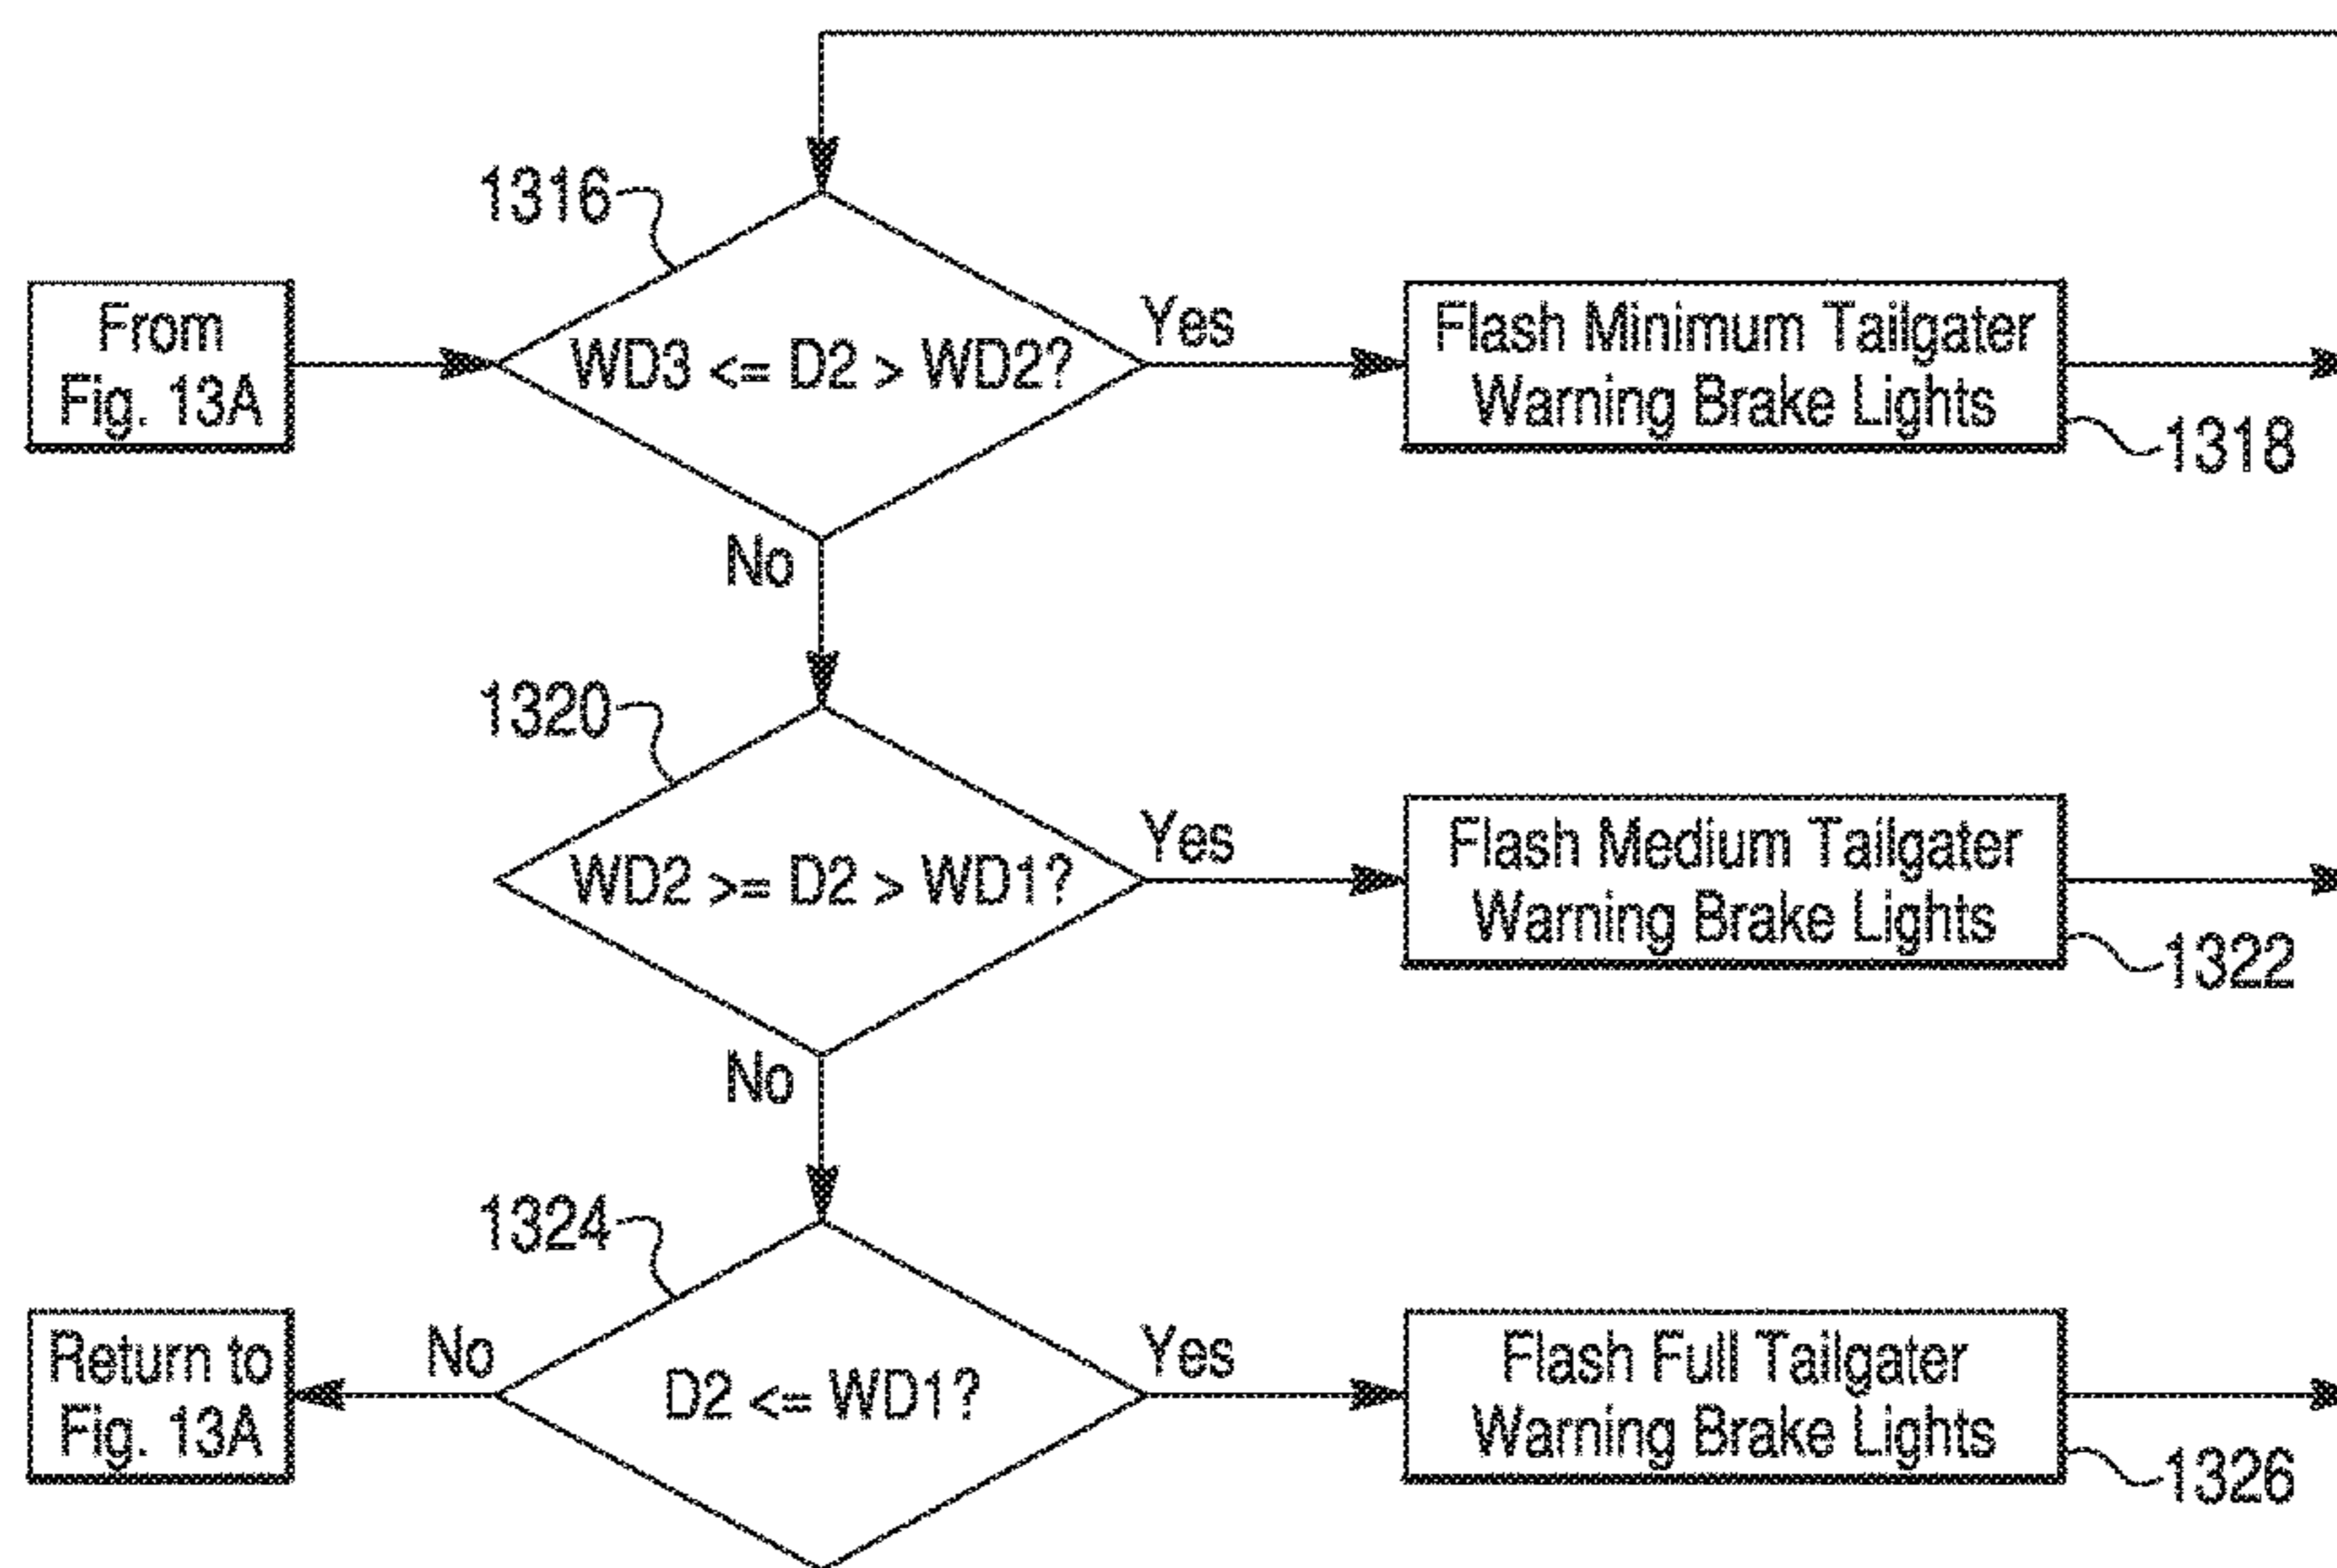 1316
From
Fig. 13A
WD3 <= D2 > WD2?
Yes
Flash Minimum Tailgater
Warning Brake Lights
1318
No
1320
WD2 >= D2 > WD1?
Yes
Flash Medium Tailgater
Warning Brake Lights
1322
No
1324
Return to
Fig. 13A
No
D2 <= WD1?
Yes
Flash Full Tailgater
Warning Brake Lights
1326